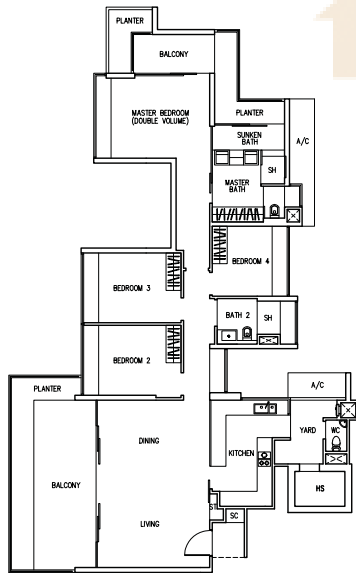 PLANTER
BALCONY
MASTER BEDROOM
(DOUBLE VOLUME)
PLANTER
SUNKEN
BATH
A/C
SH
MASTER
BATH
BEDROOM 4
BEDROOM 3
BATH 2
SH
BEDROOM 2
A/C
PLANTER
YARD
WC
DINING
KITCHEN
BALCONY
HS
ST
SC
LIVING